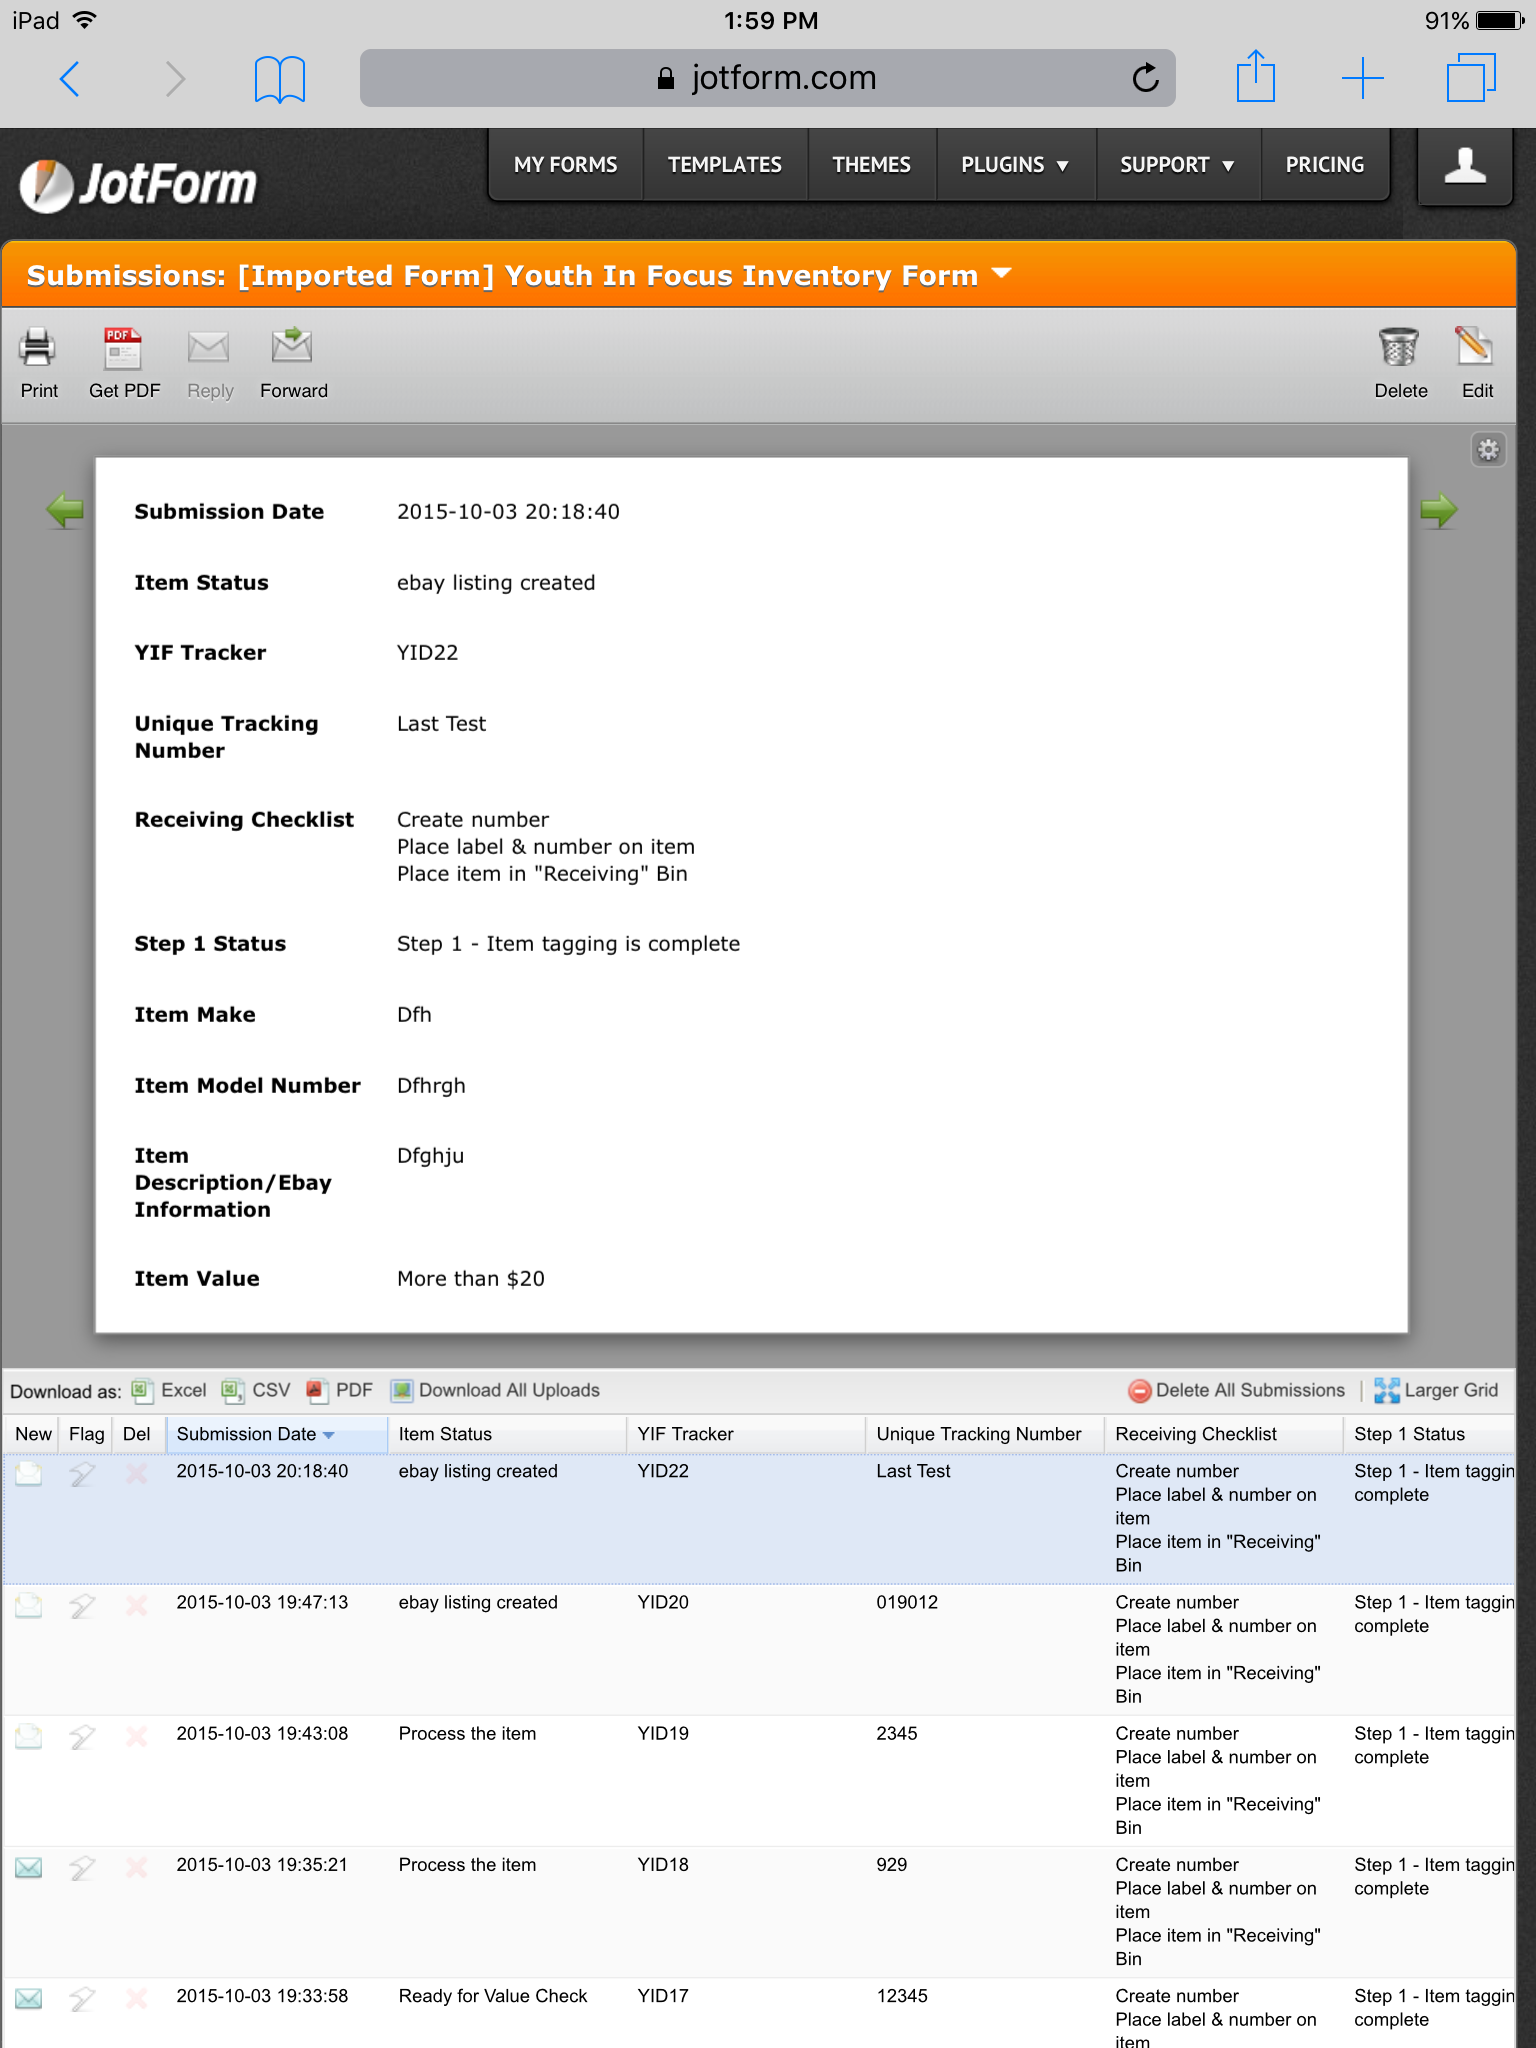 iPad 1:59 PM 91%
jotform.com
JotForm MY FORMS TEMPLATES THEMES PLUGINS ▼ SUPPORT ▼ PRICING
Submissions: [Imported Form] Youth In Focus Inventory Form
PDF
Print Get PDF Reply Forward Delete Edit
Submission Date 2015-10-03 20:18:40
Item Status ebay listing created
YIF Tracker YID22
Unique Tracking Last Test
Number
Receiving Checklist Create number
Place label & number on item
Place item in "Receiving" Bin
Step 1 Status Step 1 - Item tagging is complete
Item Make Dfh
Item Model Number Dfhrgh
Item Dfghju
Description/Ebay
Information
Item Value More than $20
Download as: Excel CSV PDF Download All Uploads Delete All Submissions | Larger Grid
New Flag Del Submission Date Item Status YIF Tracker Unique Tracking Number Receiving Checklist Step 1 Status
2015-10-03 20:18:40 ebay listing created YID22 Last Test Create number Step 1 - Item taggin
Place label & number on complete
item
Place item in "Receiving"
Bin
2015-10-03 19:47:13 ebay listing created YID20 019012 Create number Step 1 - Item taggin
Place label & number on complete
item
Place item in "Receiving"
Bin
2015-10-03 19:43:08 Process the item YID19 2345 Create number Step 1 - Item taggin
Place label & number on complete
item
Place item in "Receiving"
Bin
2015-10-03 19:35:21 Process the item YID18 929 Create number Step 1 - Item taggin
Place label & number on complete
item
Place item in "Receiving"
Bin
2015-10-03 19:33:58 Ready for Value Check YID17 12345 Create number Step 1 - Item taggin
Place label & number on complete
item